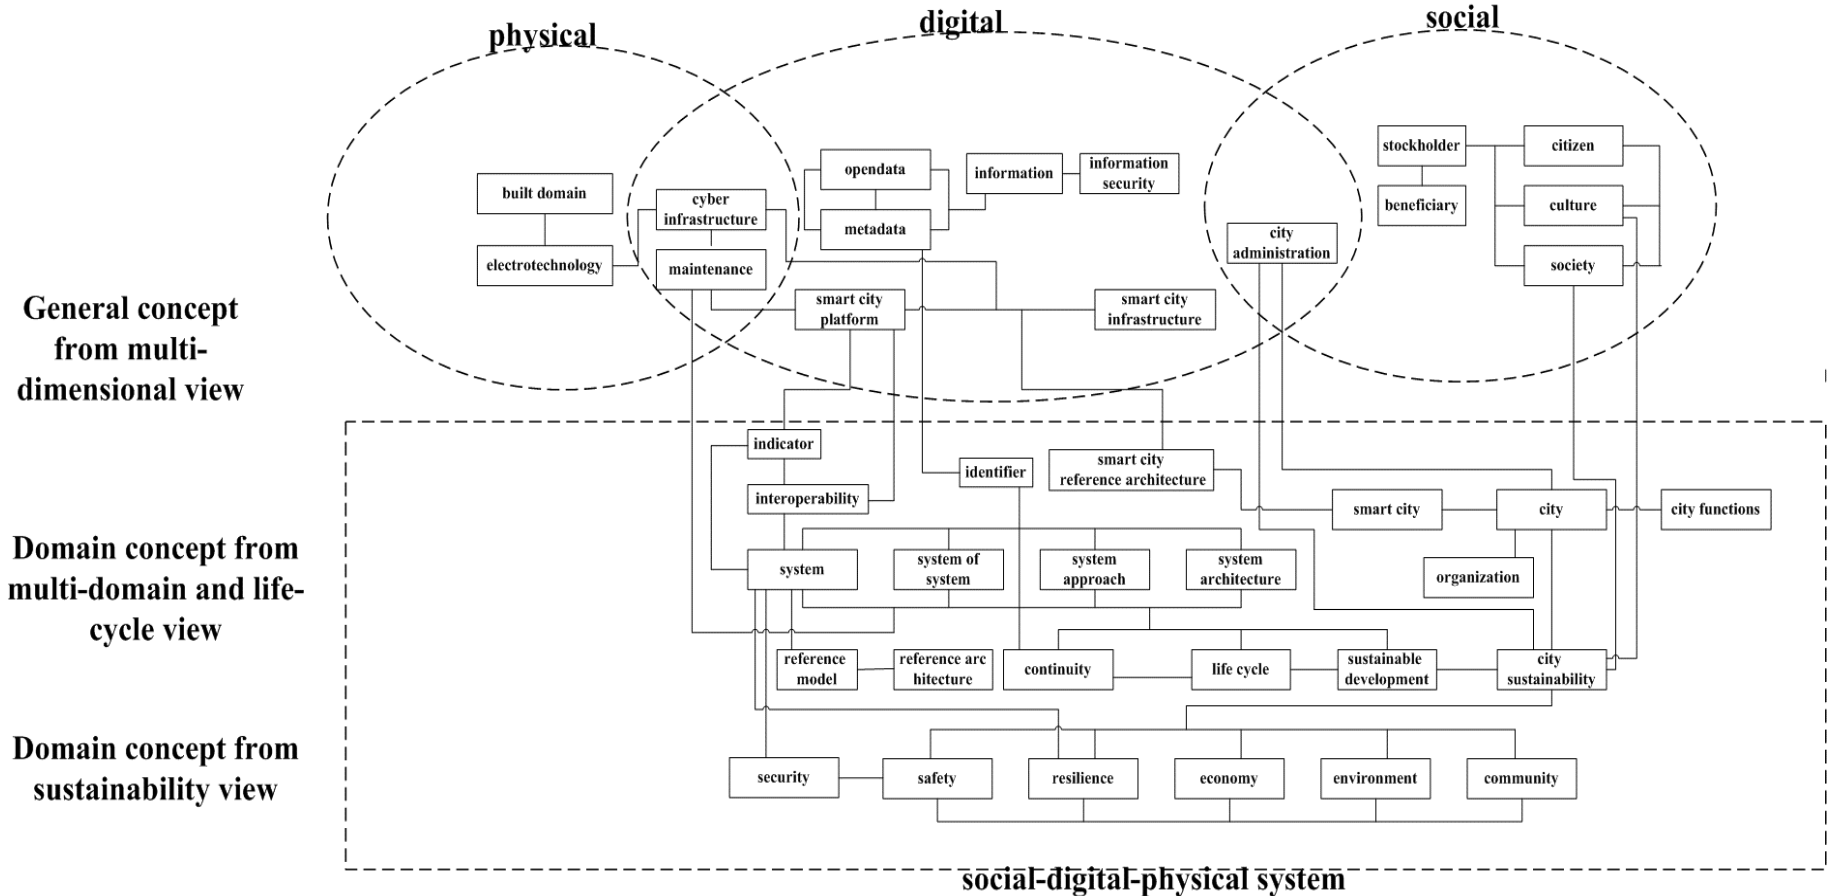 physical
digital
social
built domain
electrotechnology
cyber
infrastructure
maintenance
opendata
metadata
information
information
security
smart city
platform
smart city
infrastructure
city
administration
stockholder
beneficiary
citizen
culture
society
General concept
from multi-
dimensional view
indicator
interoperability
identifier
smart city
reference architecture
smart city
city
city functions
organization
Domain concept from
multi-domain and life-
cycle view
system
system of
system
system
approach
system
architecture
reference
model
reference arc
hitecture
continuity
life cycle
sustainable
development
city
sustainability
Domain concept from
sustainability view
security
safety
resilience
economy
environment
community
social-digital-physical system